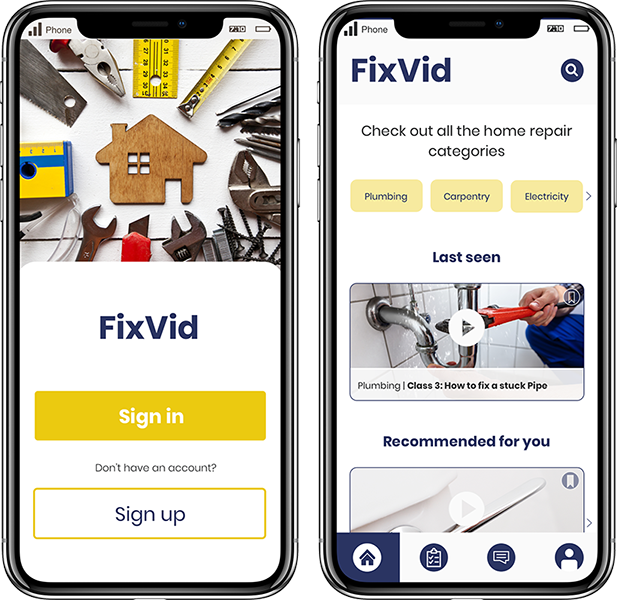 Phone
7:10
FixVid
Sign in
Don't have an account?
Sign up
Phone
7:10
FixVid
Check out all the home repair
categories
Plumbing
Carpentry
Electricity
Last seen
Plumbing | Class 3: How to fix a stuck Pipe
Recommended for you